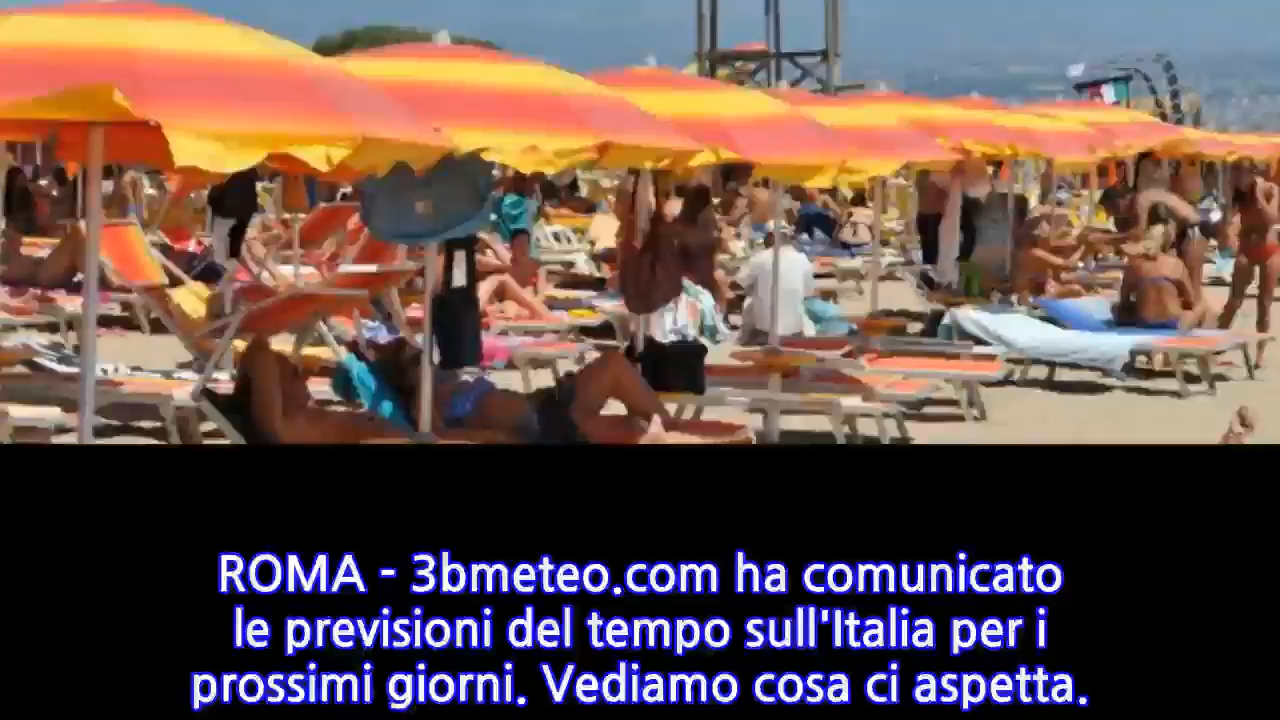 ROMA - 3bmeteo.com ha comunicato
le previsioni del tempo sull'Italia per i
prossimi giorni. Vediamo cosa ci aspetta.